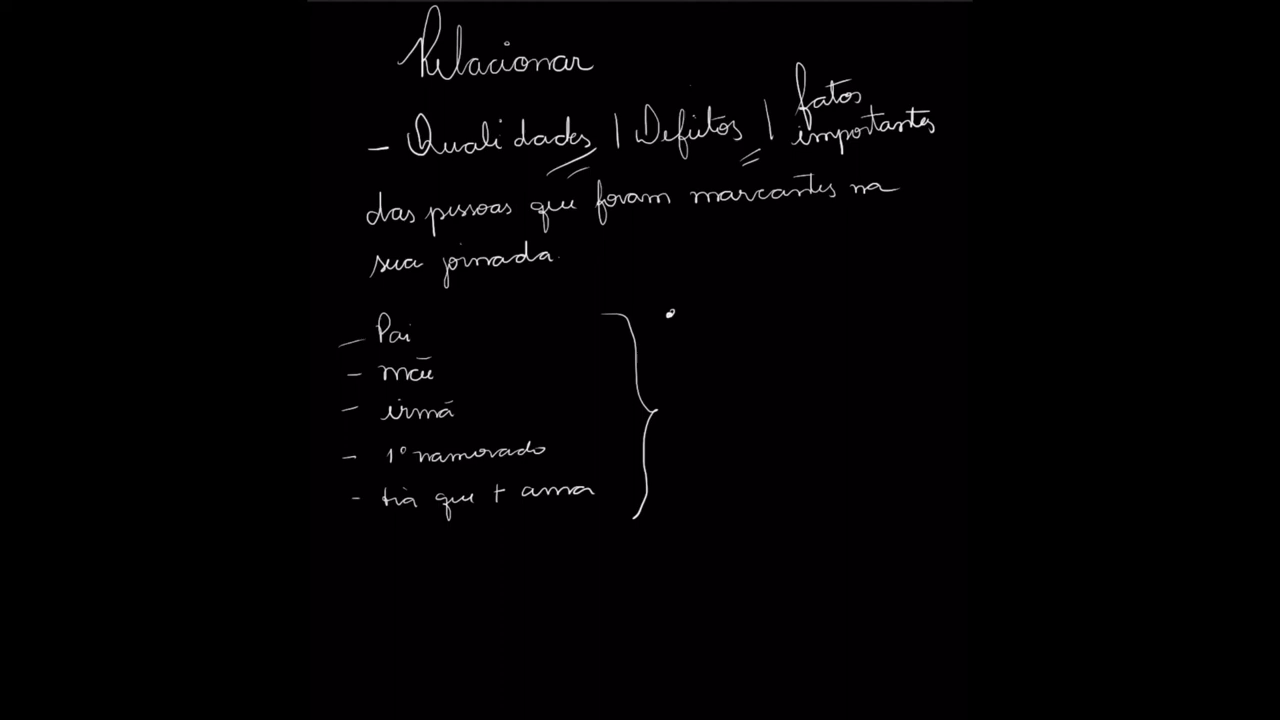 Relacionar
- Qualidades | Defeitos | fatos importantes
das pessoas que foram marcantes na
sua jornada.
- Pai
- mãe
- irmã
- 1º namorado
- tia que + ama